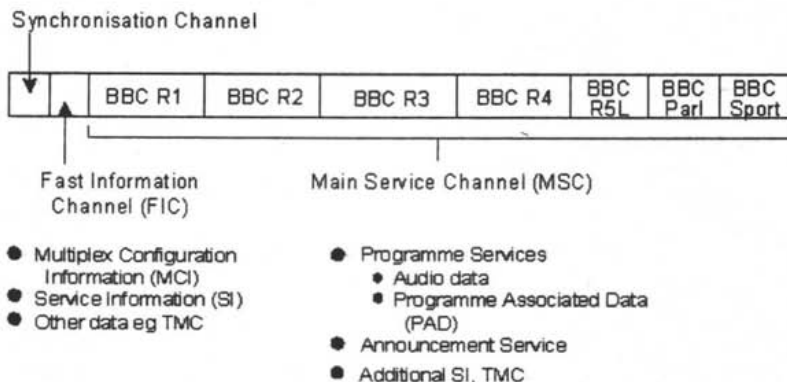 Synchronisation Channel
BBC R1 BBC R2 BBC R3 BBC R4 BBC R5L BBC Parl BBC Sport
Fast Information Channel (FIC)
Main Service Channel (MSC)
● Multiplex Configuration
Information (MCI)
● Service Information (SI)
● Other data eg TMC
● Programme Services
● Audio data
● Programme Associated Data
(PAD)
● Announcement Service
● Additional SI, TMC